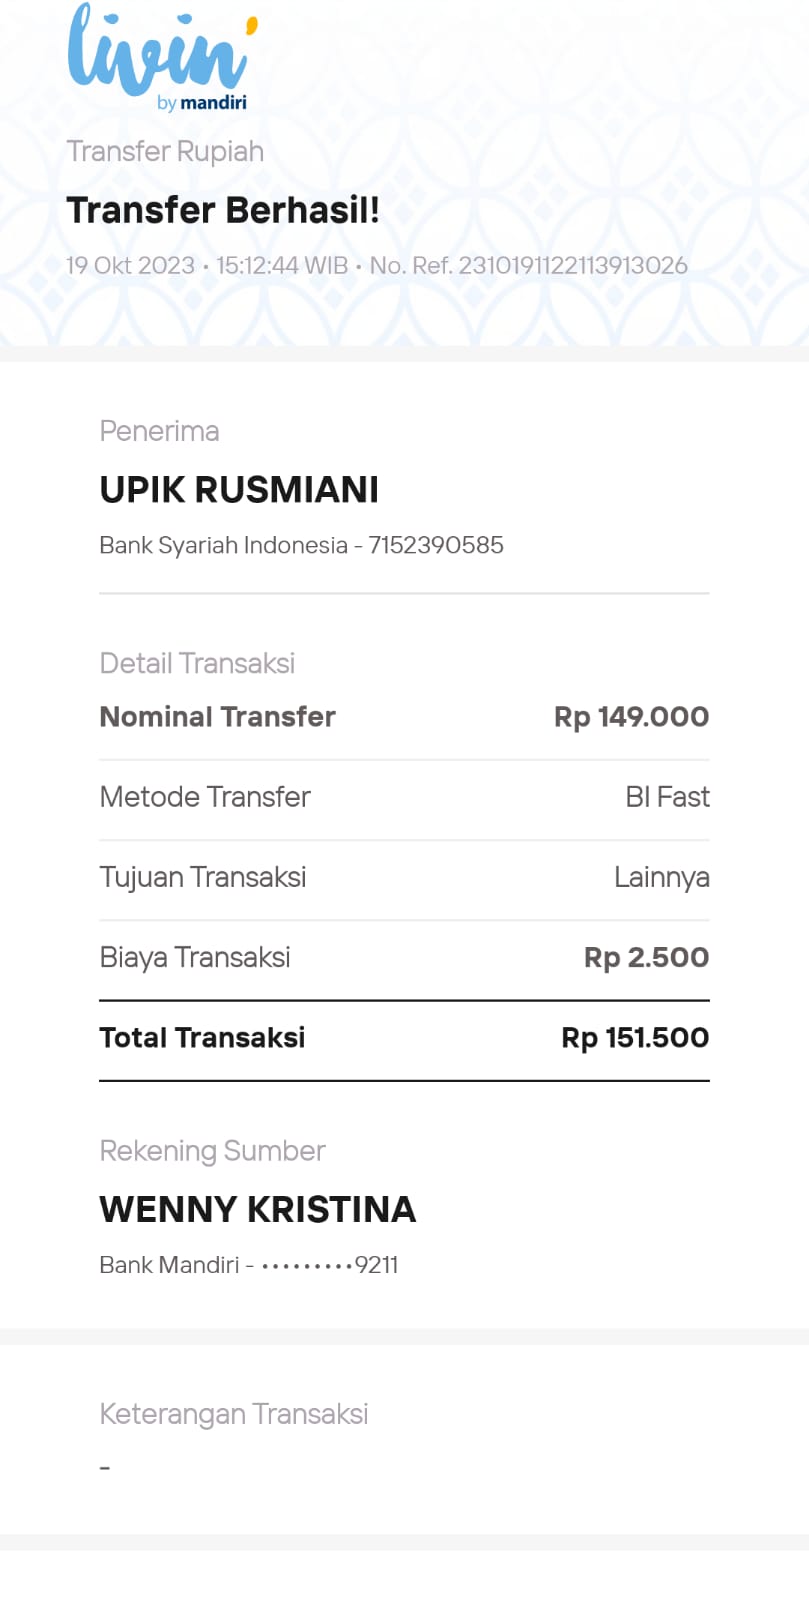 livin'
by mandiri
Transfer Rupiah
Transfer Berhasil!
19 Okt 2023 • 15:12:44 WIB • No. Ref. 2310191122113913026
Penerima
UPIK RUSMIANI
Bank Syariah Indonesia - 7152390585
Detail Transaksi
Nominal Transfer Rp 149.000
Metode Transfer BI Fast
Tujuan Transaksi Lainnya
Biaya Transaksi Rp 2.500
Total Transaksi Rp 151.500
Rekening Sumber
WENNY KRISTINA
Bank Mandiri - •••••••••9211
Keterangan Transaksi
-